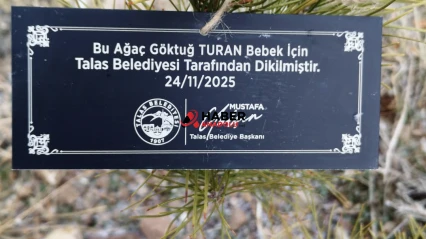 Bu Ağaç Göktuğ TURAN Bebek İçin
Talas Belediyesi Tarafından Dikilmiştir.
24/11/2025
TALAS BELEDİYESİ
1907
MUSTAFA
HABER
Talas Belediye Başkanı